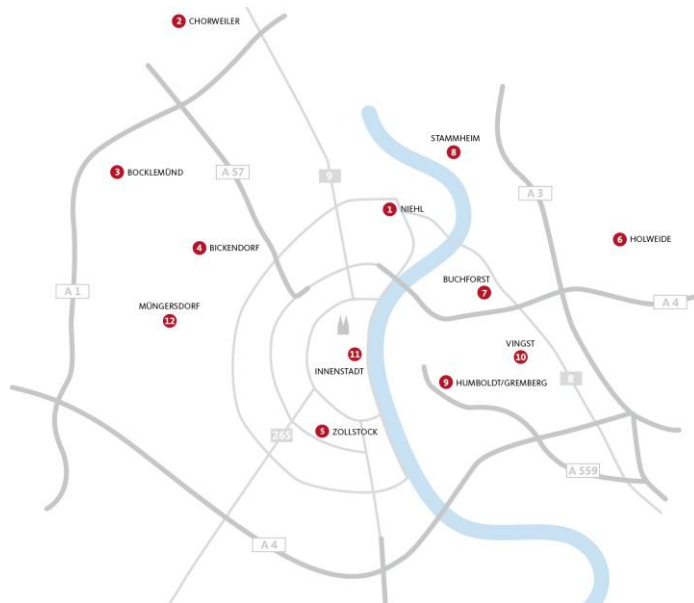 2 CHORWEILER
STAMMHEIM
8
3 BOCKLEMÜND
A 57
9
A 3
1 NIEHL
6 HOLWEIDE
4 BICKENDORF
BUCHFORST
7
A 1
A 4
MÜNGERSDORF
12
VINGST
10
11
INNENSTADT
8
9 HUMBOLDT/GREMBERG
5 ZOLLSTOCK
265
A 559
A 4